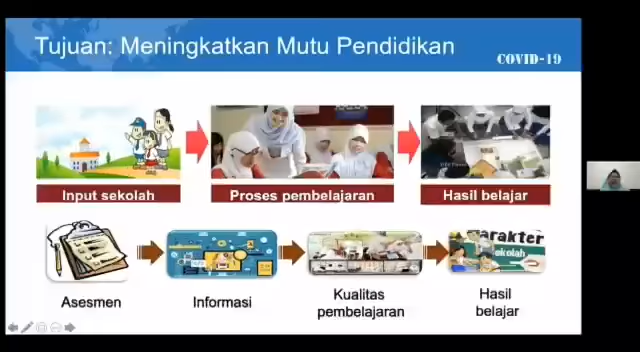 Tujuan: Meningkatkan Mutu Pendidikan
COVID-19
Input sekolah
Proses pembelajaran
Hasil belajar
karakter
Sekolah
Asesmen
Informasi
Kualitas
pembelajaran
Hasil
belajar